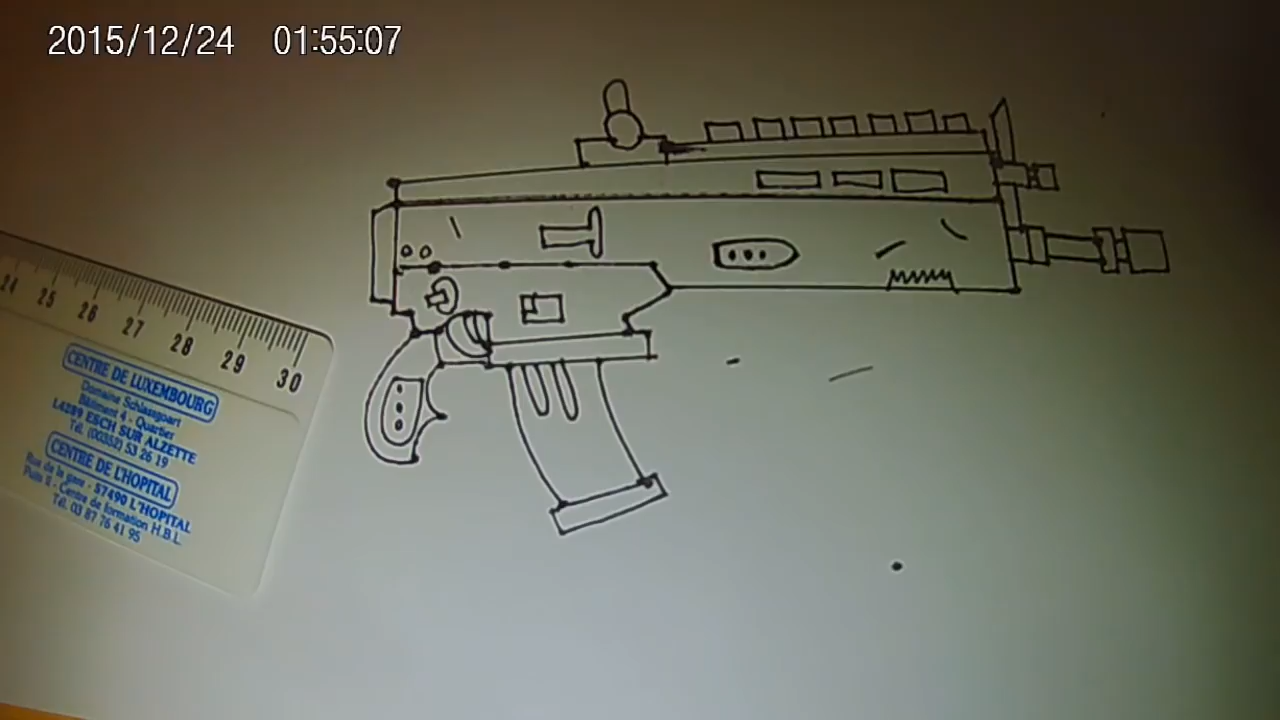 2015/12/24 01:55:07
24 25 26 27 28 29 30
CENTRE DE LUXEMBOURG
Domaine Schlassgoart
Bâtiment 4 - Quartier
L4289 ESCH SUR ALZETTE
Tél. (00352) 53 26 19
CENTRE DE L'HOPITAL
Rue de la gare - 57490 L'HOPITAL
Puits II - Centre de formation H.B.L.
Tél. 03 87 76 41 95